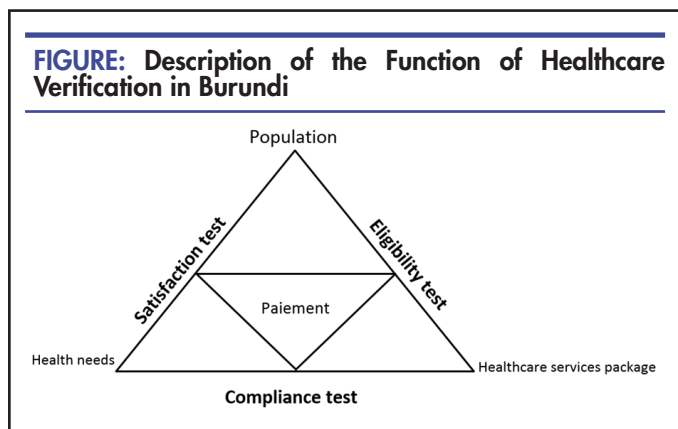 FIGURE: Description of the Function of Healthcare
Verification in Burundi
Population
Satisfaction test
Eligibility test
Paiement
Health needs
Healthcare services package
Compliance test